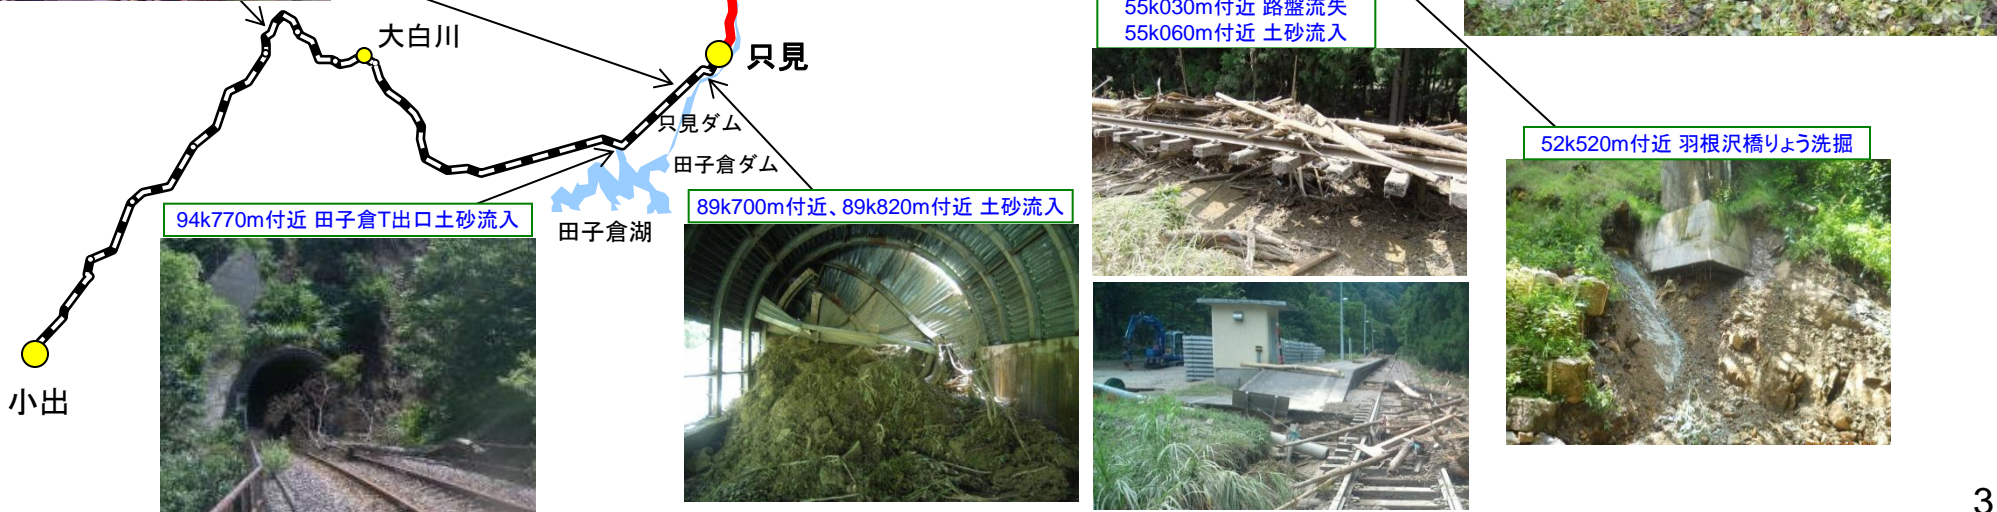 55k030m付近 路盤流失
55k060m付近 土砂流入
大白川
只見
只見ダム
52k520m付近 羽根沢橋りょう洗掘
田子倉ダム
94k770m付近 田子倉T出口土砂流入
89k700m付近、89k820m付近 土砂流入
田子倉湖
小出
3